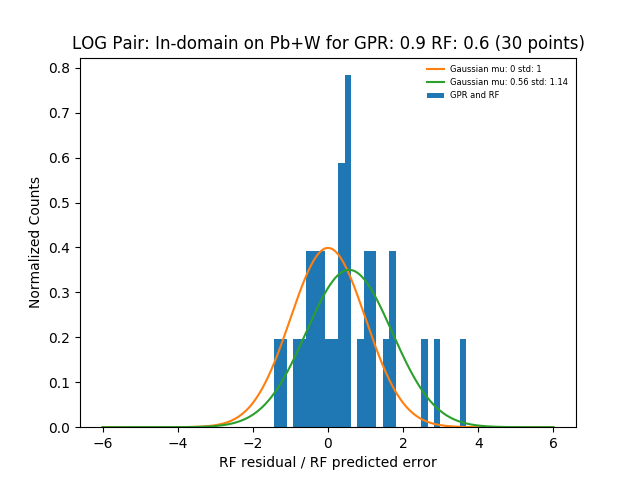 LOG Pair: In-domain on Pb+W for GPR: 0.9 RF: 0.6 (30 points)
Gaussian mu: 0 std: 1
Gaussian mu: 0.56 std: 1.14
GPR and RF
Normalized Counts
0.8
0.7
0.6
0.5
0.4
0.3
0.2
0.1
0.0
−6 −4 −2 0 2 4 6
RF residual / RF predicted error